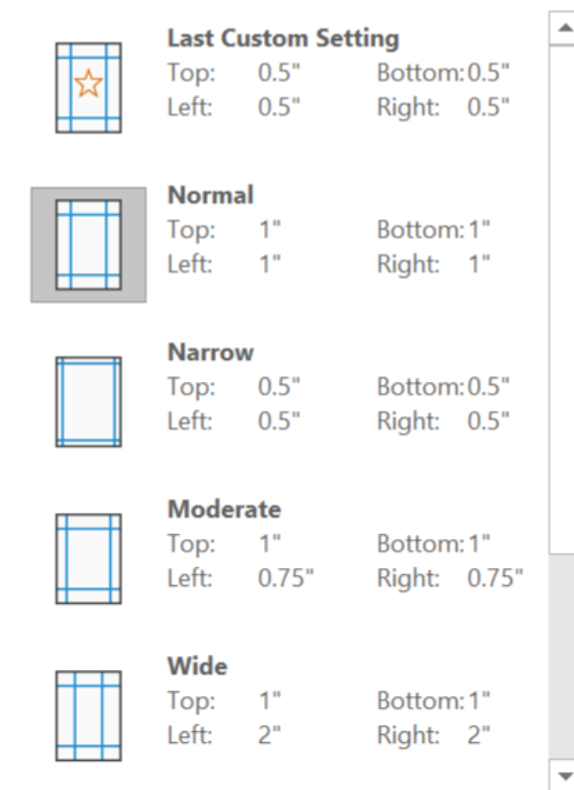 Last Custom Setting
Top: 0.5" Bottom: 0.5"
Left: 0.5" Right: 0.5"
Normal
Top: 1" Bottom: 1"
Left: 1" Right: 1"
Narrow
Top: 0.5" Bottom: 0.5"
Left: 0.5" Right: 0.5"
Moderate
Top: 1" Bottom: 1"
Left: 0.75" Right: 0.75"
Wide
Top: 1" Bottom: 1"
Left: 2" Right: 2"